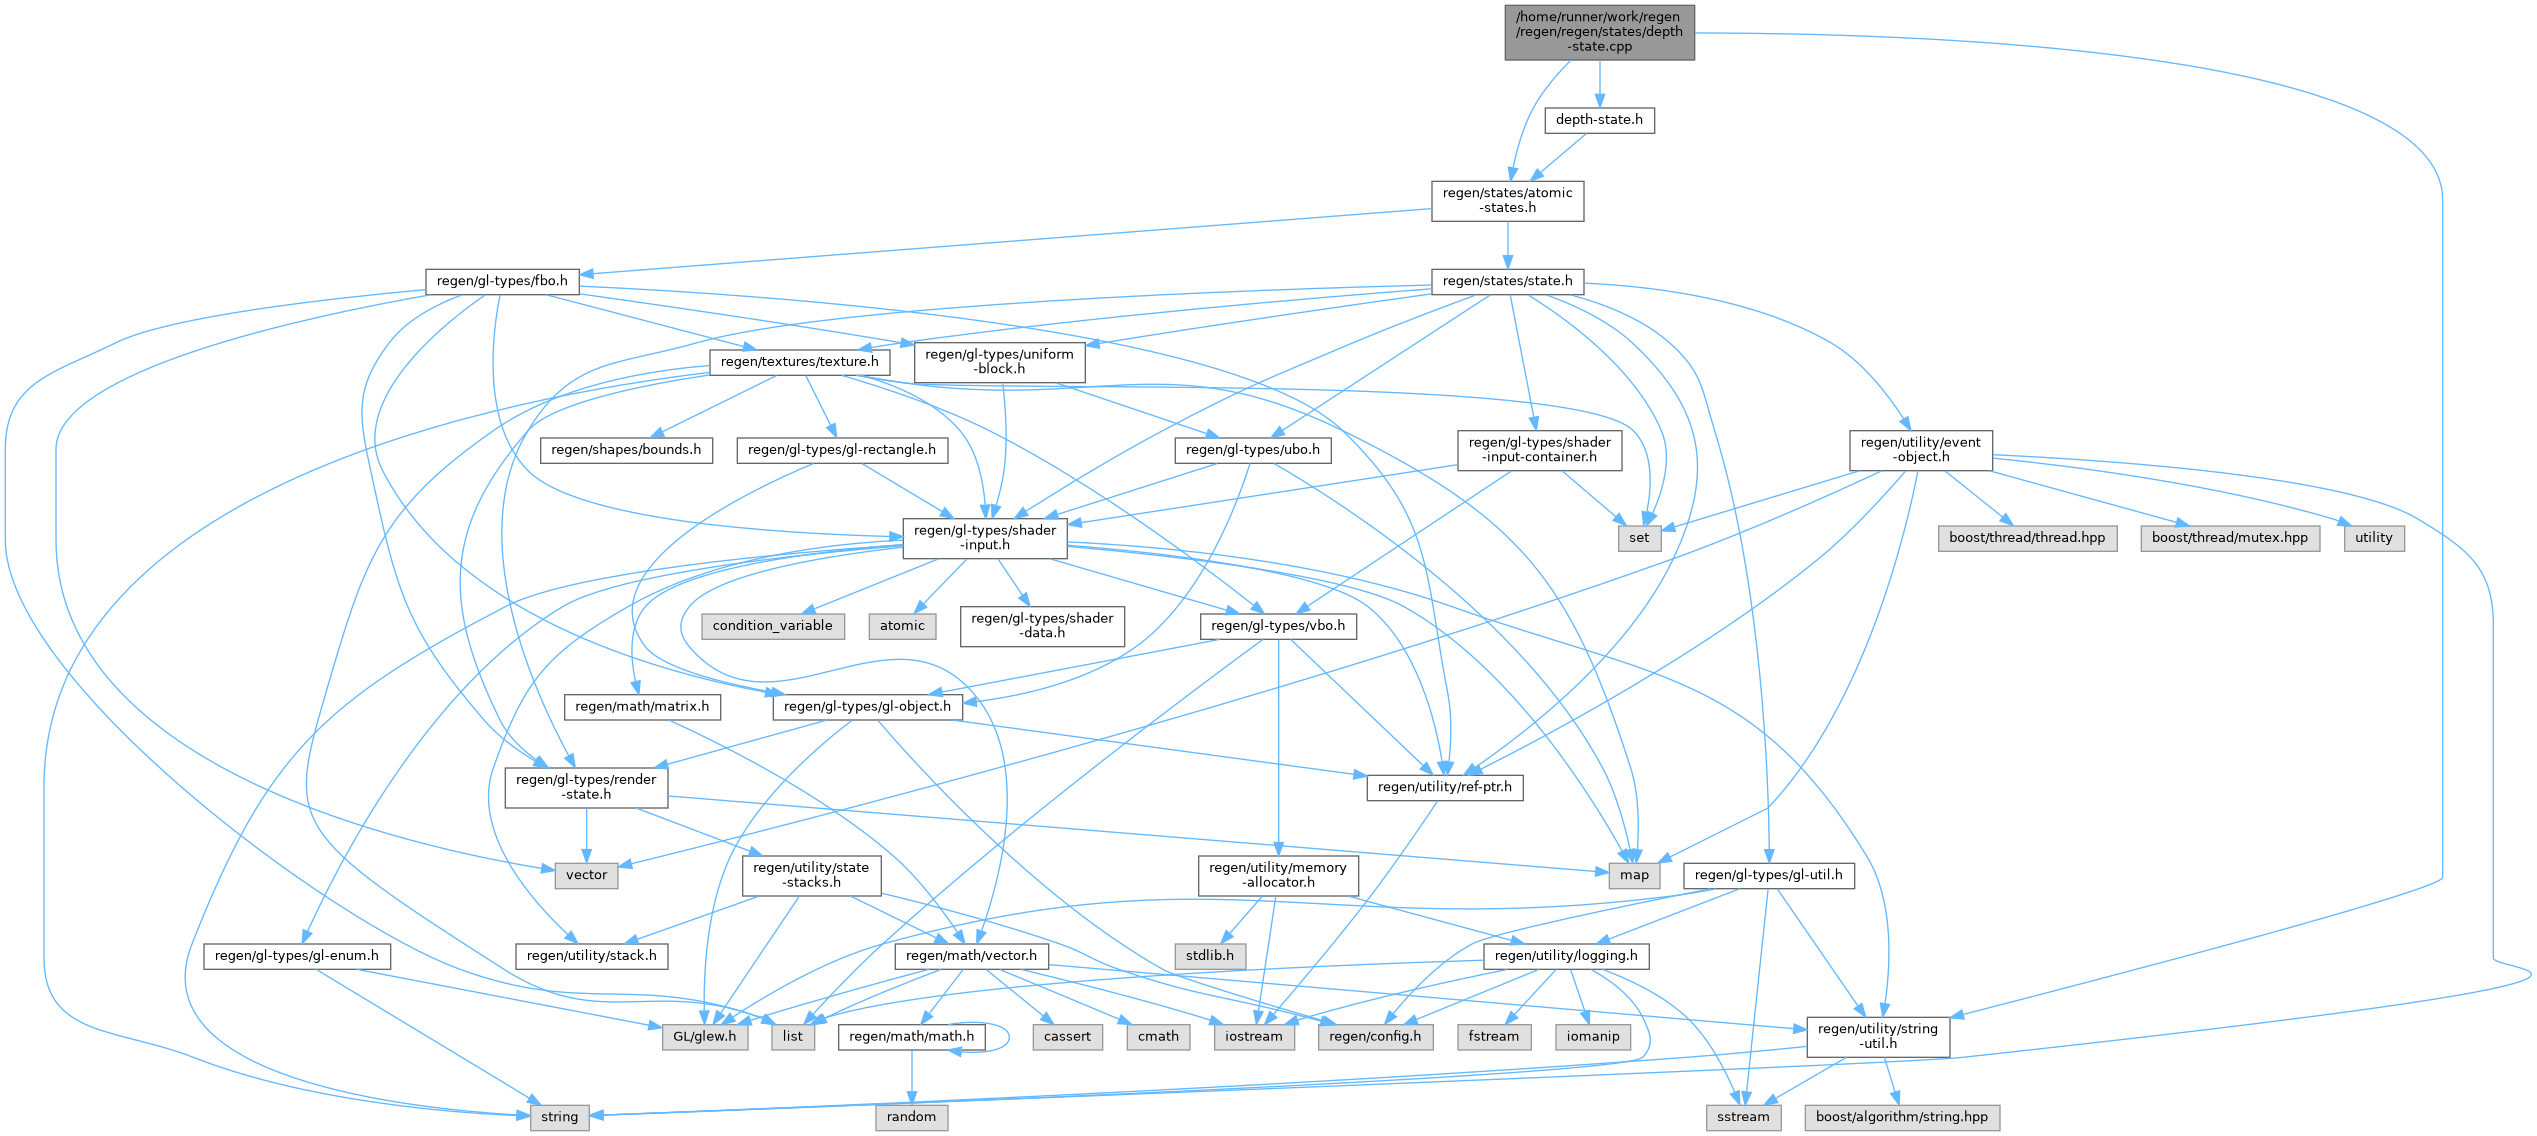 /home/runner/work/regen
/regen/regen/states/depth
-state.cpp
depth-state.h
regen/states/atomic
-states.h
regen/gl-types/fbo.h
regen/states/state.h
regen/textures/texture.h
regen/gl-types/uniform
-block.h
regen/shapes/bounds.h
regen/gl-types/gl-rectangle.h
regen/gl-types/ubo.h
regen/gl-types/shader
-input-container.h
regen/utility/event
-object.h
regen/gl-types/shader
-input.h
set
boost/thread/thread.hpp
boost/thread/mutex.hpp
utility
condition_variable
atomic
regen/gl-types/shader
-data.h
regen/gl-types/vbo.h
regen/math/matrix.h
regen/gl-types/gl-object.h
regen/gl-types/render
-state.h
regen/utility/ref-ptr.h
vector
regen/utility/state
-stacks.h
regen/utility/memory
-allocator.h
map
regen/gl-types/gl-util.h
regen/gl-types/gl-enum.h
regen/utility/stack.h
regen/math/vector.h
stdlib.h
regen/utility/logging.h
GL/glew.h
list
regen/math/math.h
cassert
cmath
iostream
regen/config.h
fstream
iomanip
regen/utility/string
-util.h
string
random
sstream
boost/algorithm/string.hpp